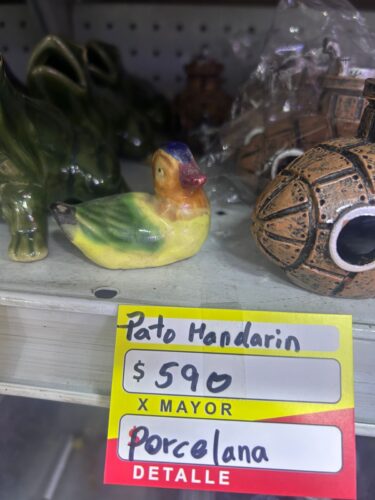 Pato Mandarin
$ 590
X MAYOR
Porcelana
DETALLE